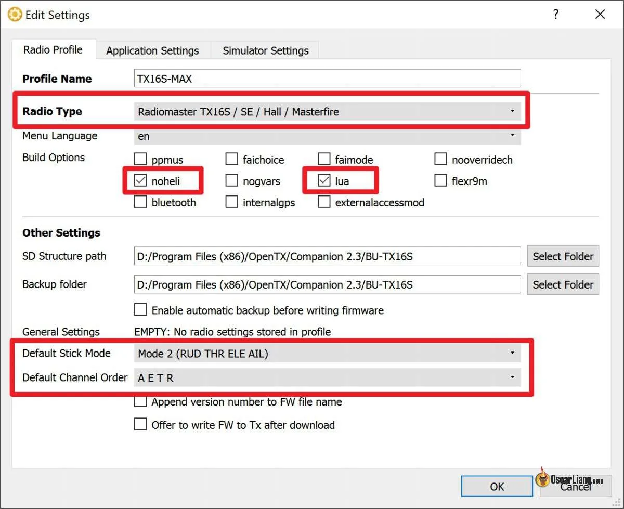 Edit Settings
?
Radio Profile Application Settings Simulator Settings
Profile Name TX16S-MAX
Radio Type Radiomaster TX16S / SE / Hall / Masterfire
Menu Language en
Build Options ppmus faichoice faimode nooverridech
noheli nogvars lua flexr9m
bluetooth internalgps externalaccessmod
Other Settings
SD Structure path D:/Program Files (x86)/OpenTX/Companion 2.3/BU-TX16S Select Folder
Backup folder D:/Program Files (x86)/OpenTX/Companion 2.3/BU-TX16S Select Folder
Enable automatic backup before writing firmware
General Settings EMPTY: No radio settings stored in profile
Default Stick Mode Mode 2 (RUD THR ELE AIL)
Default Channel Order A E T R
Append version number to FW file name
Offer to write FW to Tx after download
OK Cancel
OscarLiang.com